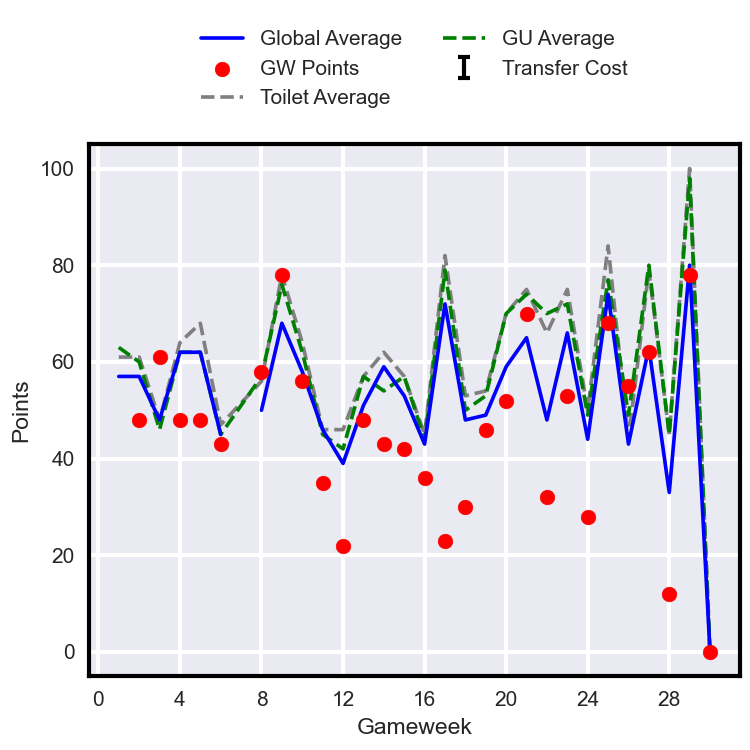 Global Average
GW Points
Toilet Average
GU Average
Transfer Cost
100
80
60
40
20
0
Points
0 4 8 12 16 20 24 28
Gameweek